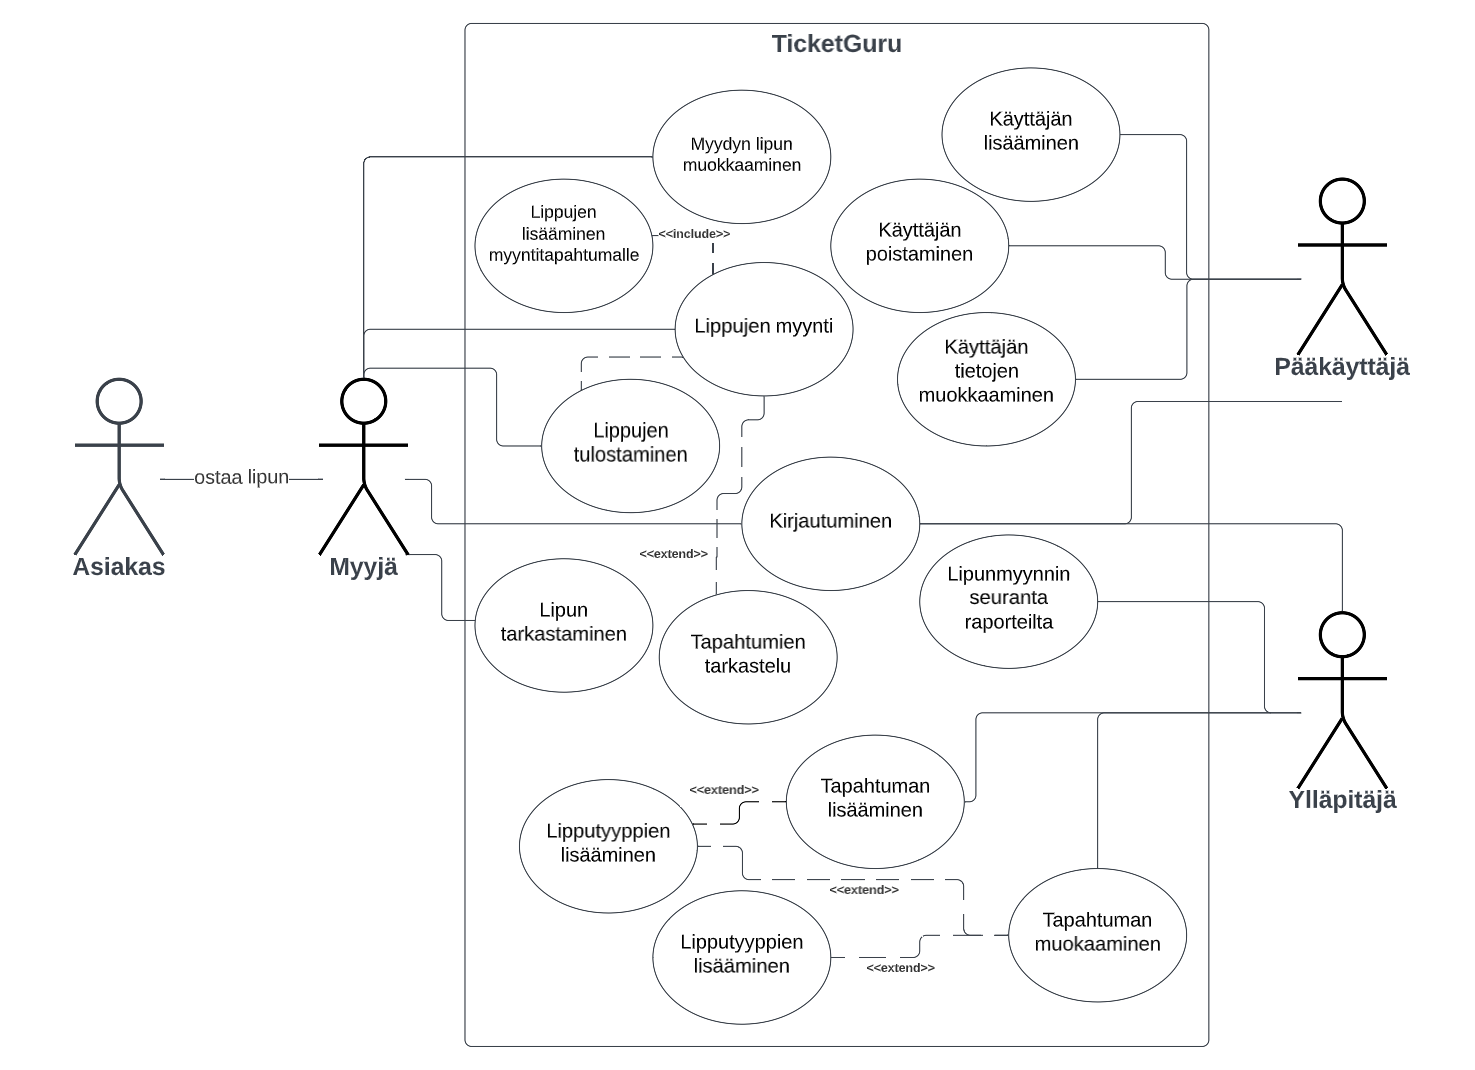 TicketGuru
Myydyn lipun
muokkaaminen
Käyttäjän
lisääminen
Lippujen
lisääminen
myyntitapahtumalle
<<include>>
Käyttäjän
poistaminen
Lippujen myynti
Käyttäjän
tietojen
muokkaaminen
Pääkäyttäjä
Lippujen
tulostaminen
ostaa lipun
Asiakas
Myyjä
Kirjautuminen
<<extend>>
Lipunmyynnin
seuranta
raporteilta
Lipun
tarkastaminen
Tapahtumien
tarkastelu
Ylläpitäjä
<<extend>>
Tapahtuman
lisääminen
Lipputyyppien
lisääminen
<<extend>>
Lipputyyppien
lisääminen
<<extend>>
Tapahtuman
muokaaminen